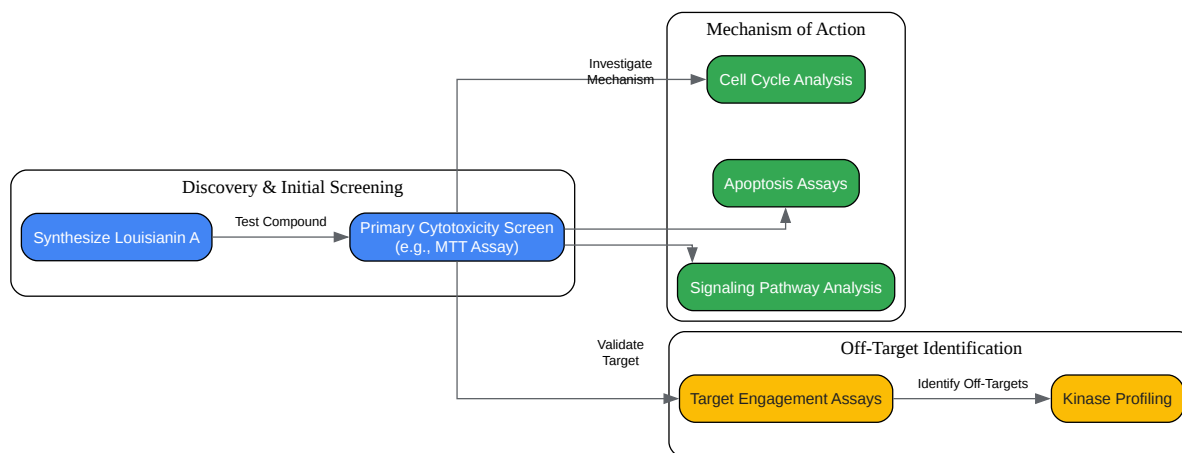 Mechanism of Action
Investigate
Mechanism
Cell Cycle Analysis
Apoptosis Assays
Signaling Pathway Analysis
Discovery & Initial Screening
Synthesize Louisianin A
Test Compound
Primary Cytotoxicity Screen
(e.g., MTT Assay)
Validate
Target
Off-Target Identification
Target Engagement Assays
Identify Off-Targets
Kinase Profiling